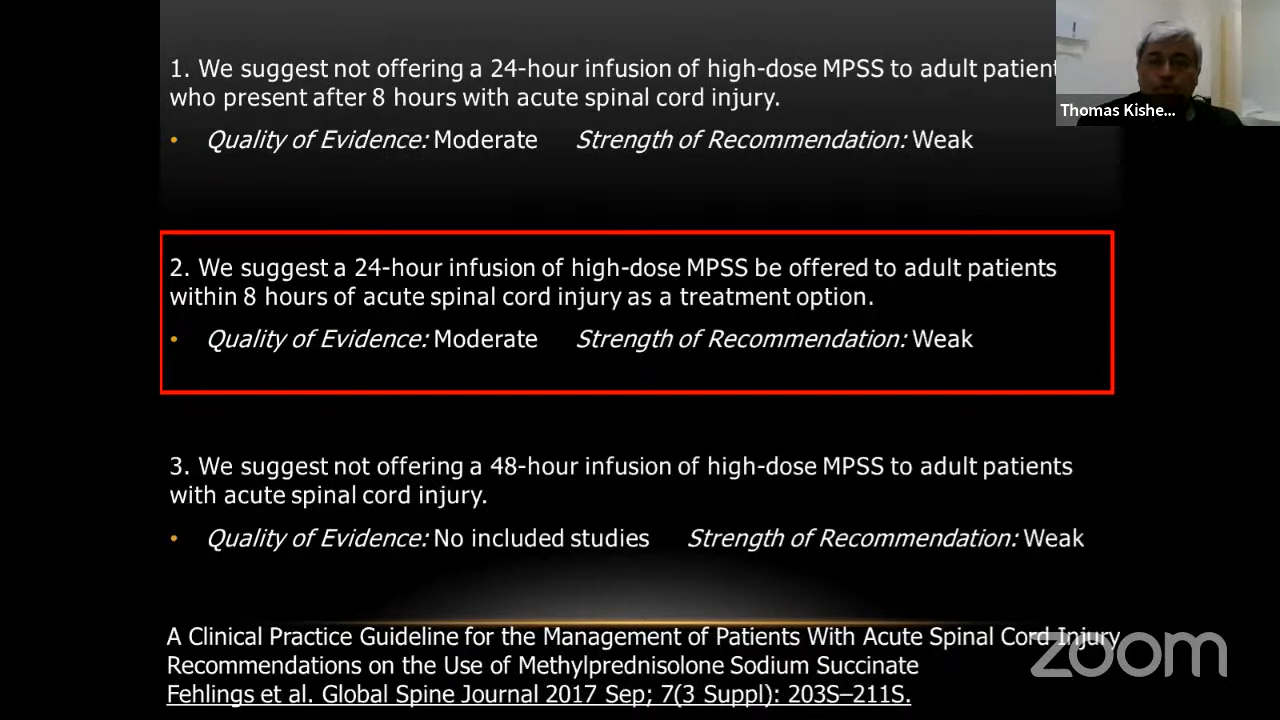 1. We suggest not offering a 24-hour infusion of high-dose MPSS to adult patient
who present after 8 hours with acute spinal cord injury.
• Quality of Evidence: Moderate Strength of Recommendation: Weak
Thomas Kishe...
2. We suggest a 24-hour infusion of high-dose MPSS be offered to adult patients
within 8 hours of acute spinal cord injury as a treatment option.
• Quality of Evidence: Moderate Strength of Recommendation: Weak
3. We suggest not offering a 48-hour infusion of high-dose MPSS to adult patients
with acute spinal cord injury.
• Quality of Evidence: No included studies Strength of Recommendation: Weak
A Clinical Practice Guideline for the Management of Patients With Acute Spinal Cord Injury
Recommendations on the Use of Methylprednisolone Sodium Succinate
Fehlings et al. Global Spine Journal 2017 Sep; 7(3 Suppl): 203S–211S.
zoom